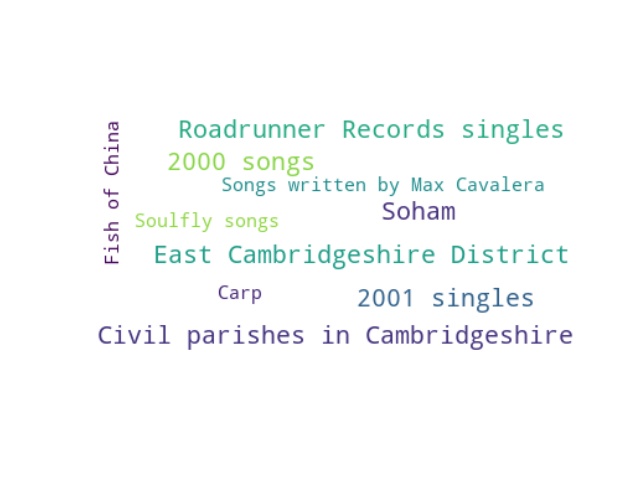 Fish of China
Roadrunner Records singles
2000 songs
Songs written by Max Cavalera
Soham
Soulfly songs
East Cambridgeshire District
Carp
2001 singles
Civil parishes in Cambridgeshire